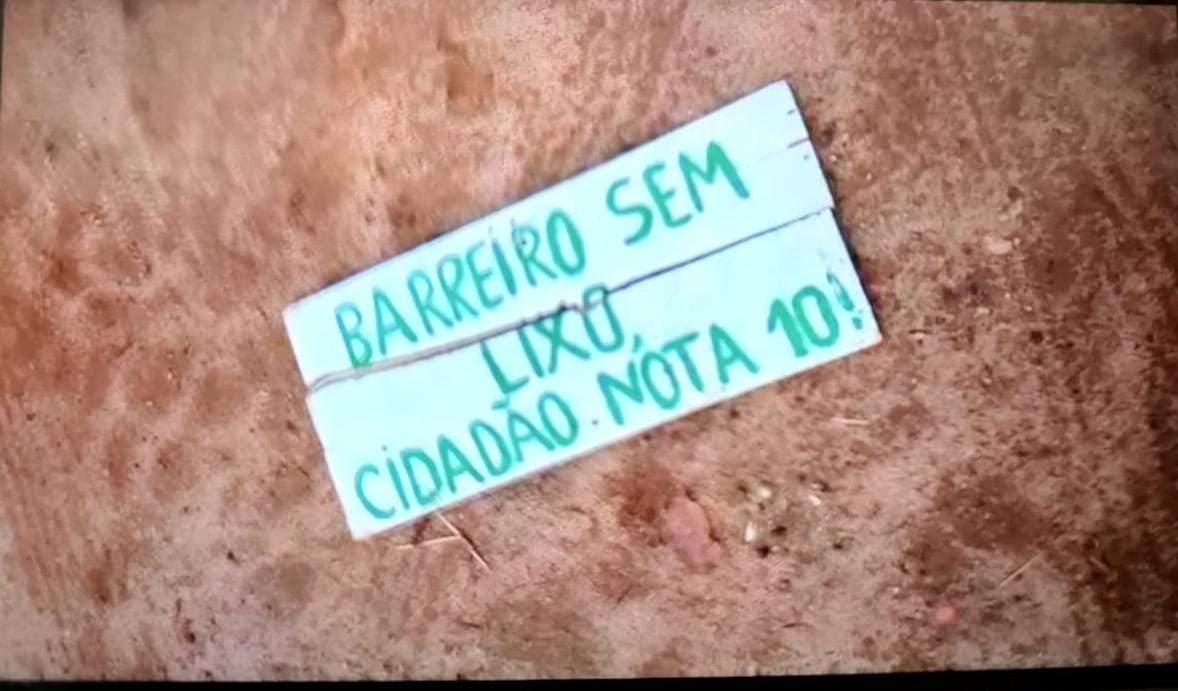 BARREIRO SEM
LIXO,
CIDADÃO NOTA 10!